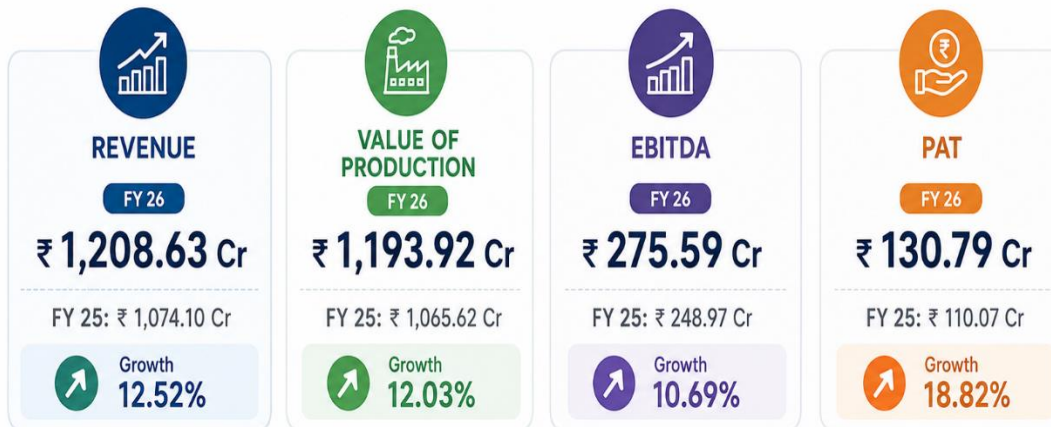 REVENUE
FY 26
₹ 1,208.63 Cr
FY 25: ₹ 1,074.10 Cr
Growth
12.52%
VALUE OF
PRODUCTION
FY 26
₹ 1,193.92 Cr
FY 25: ₹ 1,065.62 Cr
Growth
12.03%
EBITDA
FY 26
₹ 275.59 Cr
FY 25: ₹ 248.97 Cr
Growth
10.69%
₹
PAT
FY 26
₹ 130.79 Cr
FY 25: ₹ 110.07 Cr
Growth
18.82%